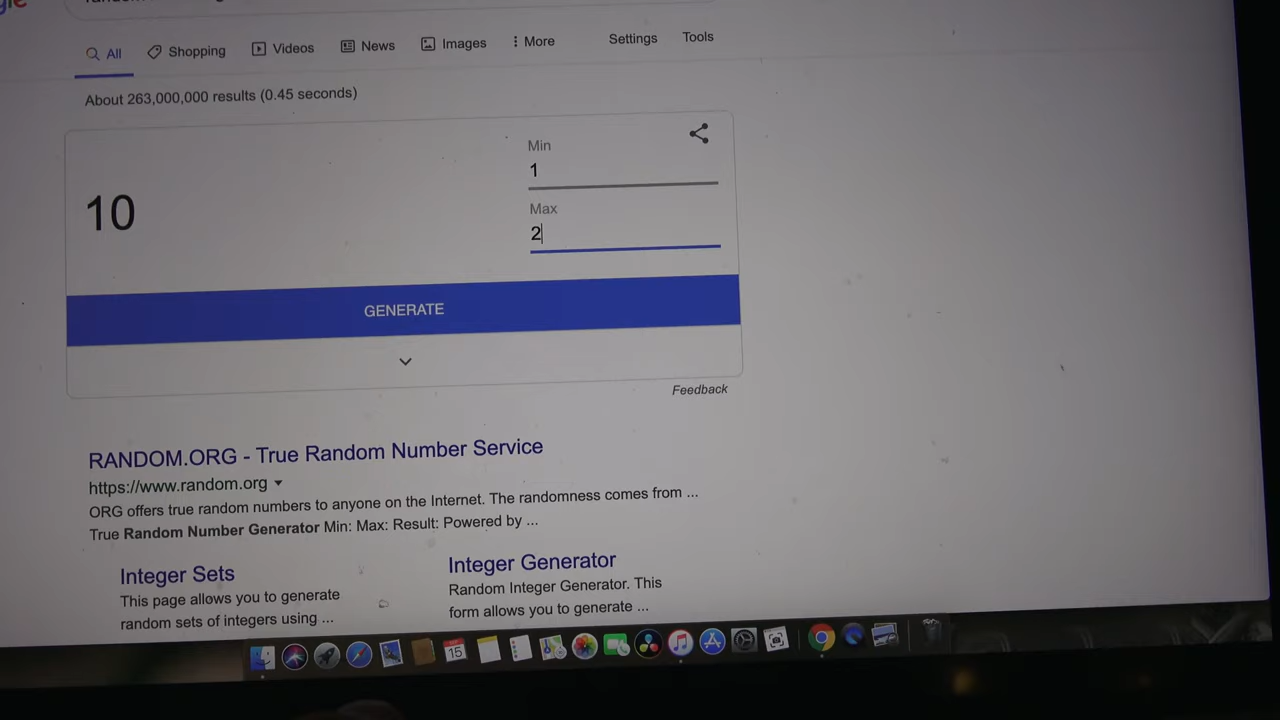 All Shopping Videos News Images More Settings Tools
About 263,000,000 results (0.45 seconds)
Min
1
10
Max
2
GENERATE
Feedback
RANDOM.ORG - True Random Number Service
https://www.random.org
ORG offers true random numbers to anyone on the Internet. The randomness comes from ...
True Random Number Generator Min: Max: Result: Powered by ...
Integer Sets
This page allows you to generate
random sets of integers using ...
Integer Generator
Random Integer Generator. This
form allows you to generate ...
15